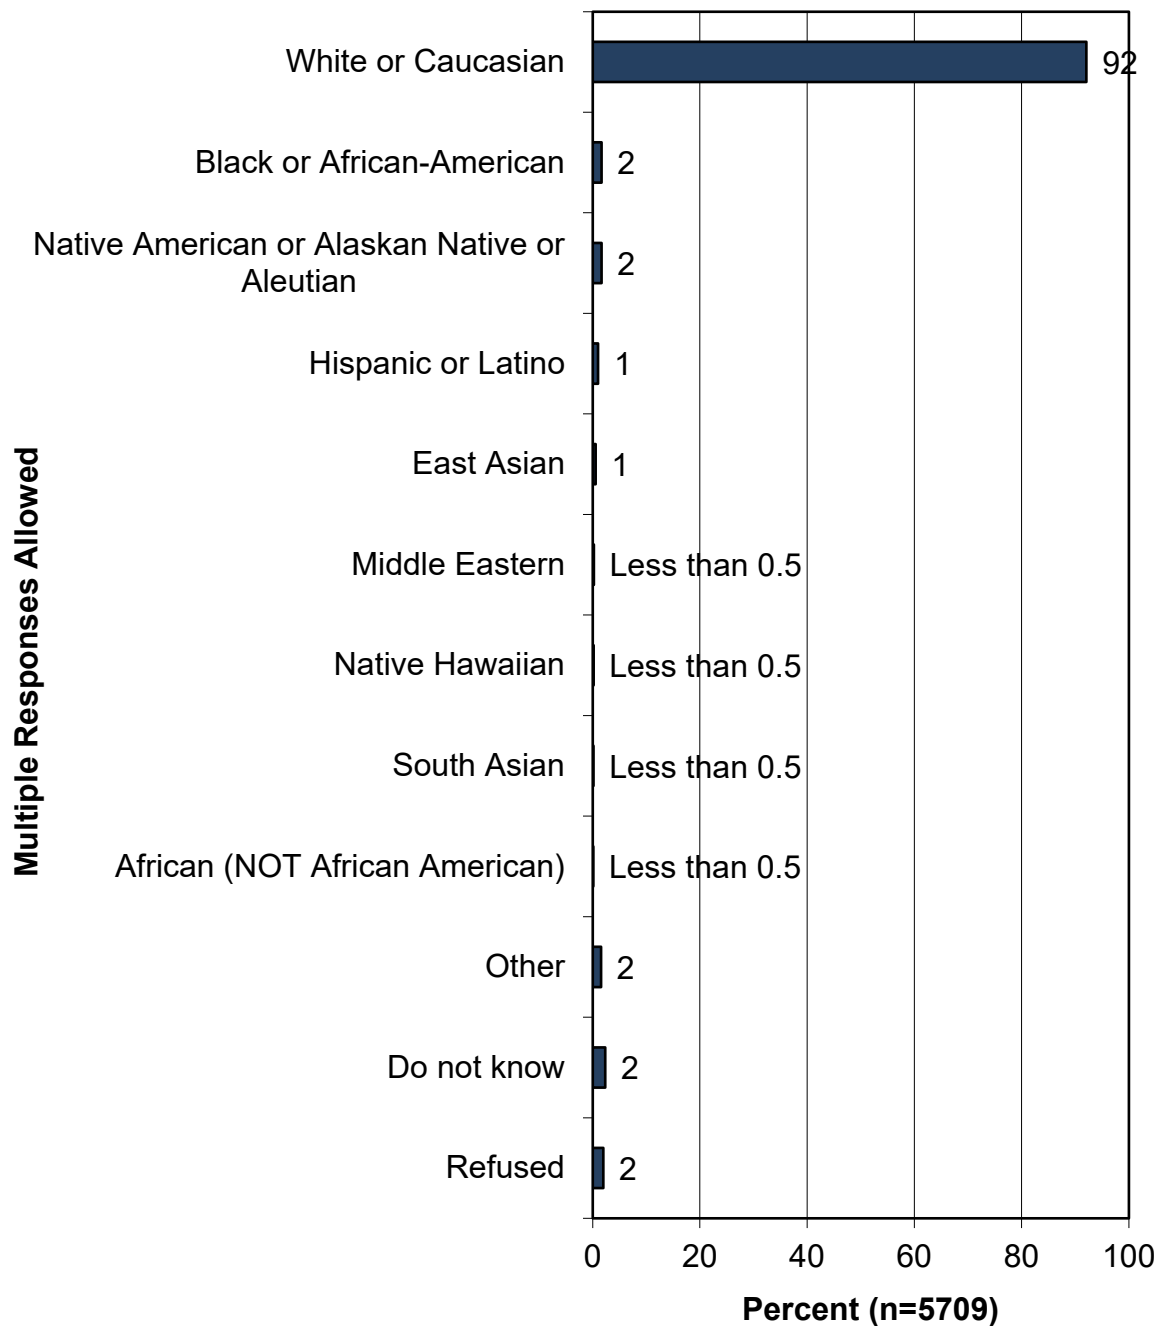 White or Caucasian 92
Black or African-American 2
Native American or Alaskan Native or
Aleutian 2
Hispanic or Latino 1
East Asian 1
Middle Eastern Less than 0.5
Native Hawaiian Less than 0.5
South Asian Less than 0.5
African (NOT African American) Less than 0.5
Other 2
Do not know 2
Refused 2
Multiple Responses Allowed
0 20 40 60 80 100
Percent (n=5709)